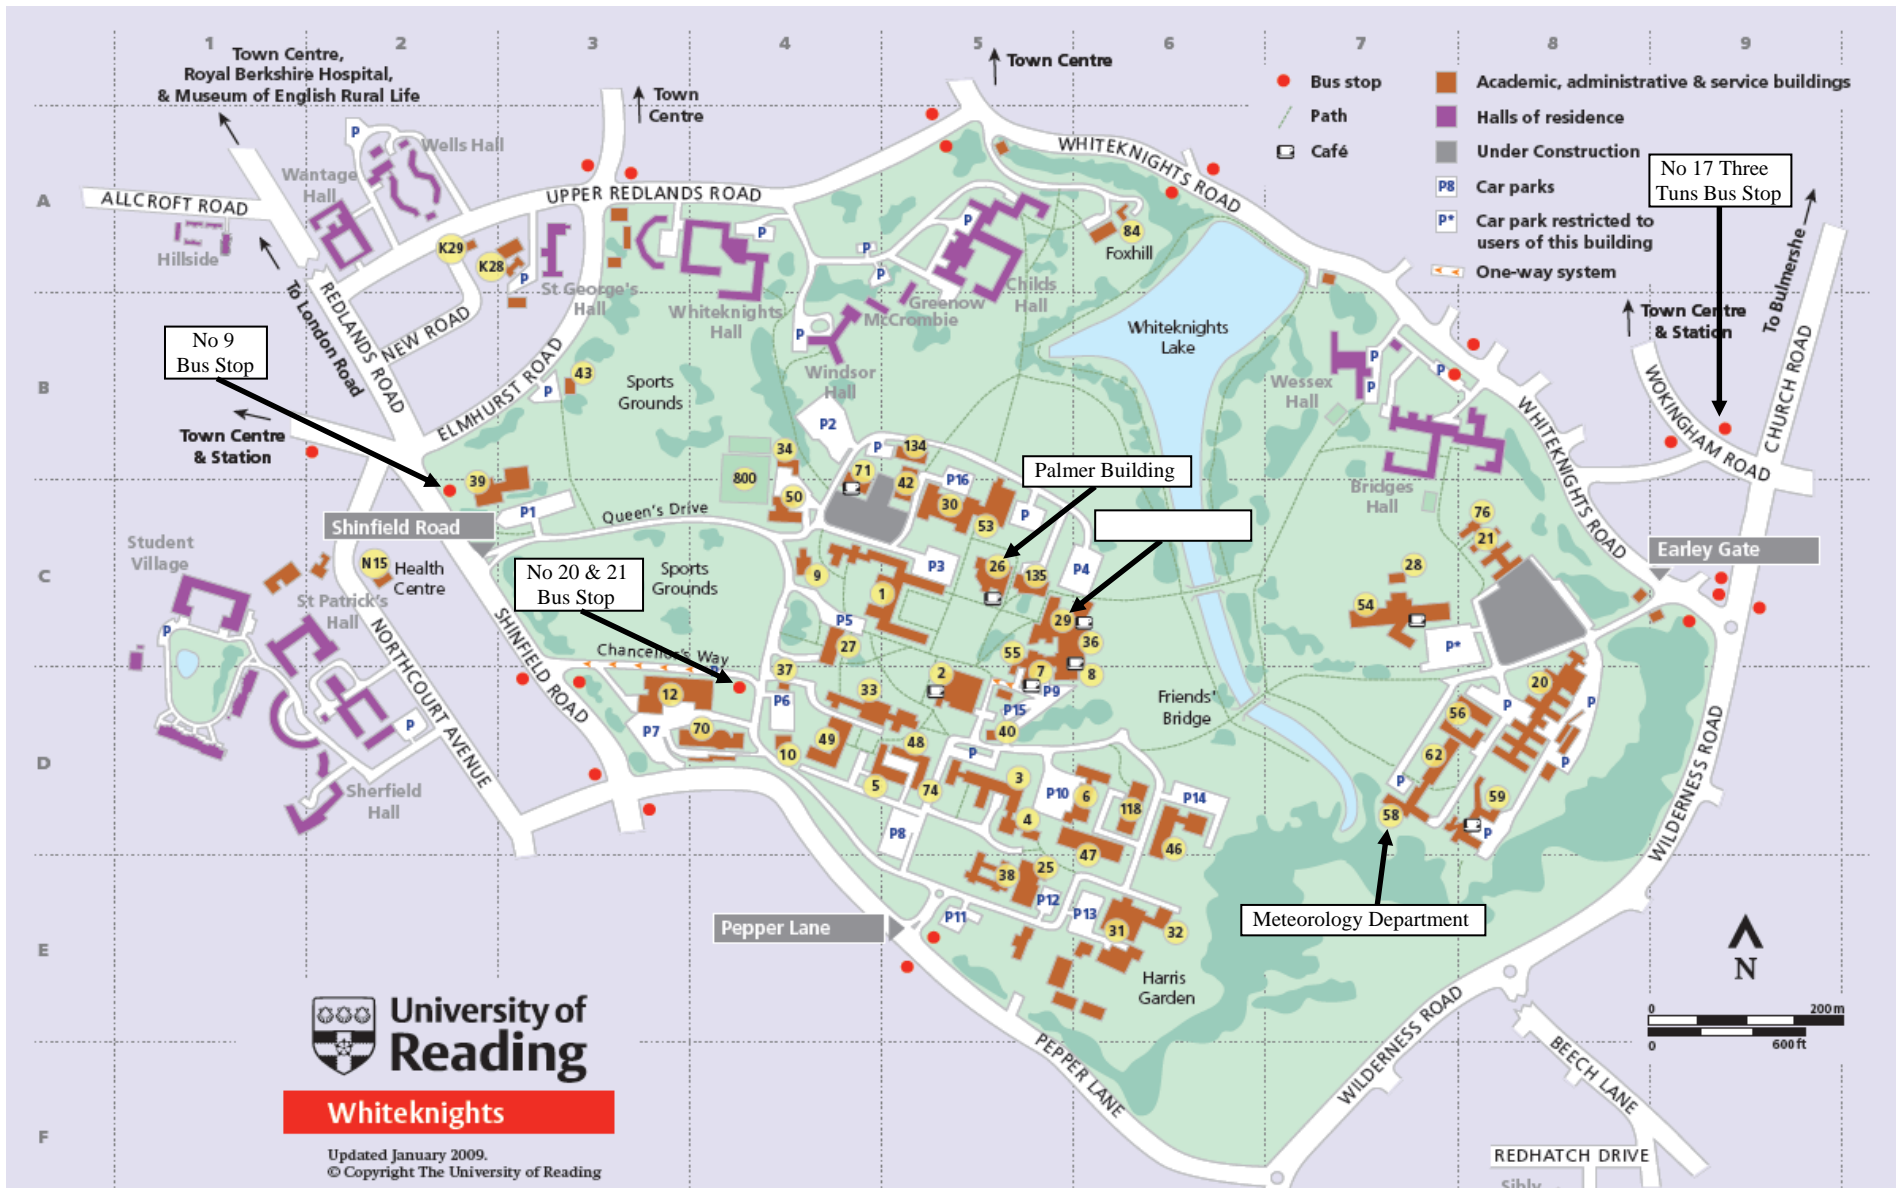 1 2 3 4 5 6 7 8 9
A
B
C
D
E
F
Town Centre,
Royal Berkshire Hospital,
& Museum of English Rural Life
Town
Centre
Town Centre
Bus stop
Path
Café
Academic, administrative & service buildings
Halls of residence
Under Construction
P8 Car parks
P* Car park restricted to
users of this building
One-way system
No 17 Three
Tuns Bus Stop
To Bulmershe
Town Centre
& Station
CHURCH ROAD
WOKINGHAM ROAD
WHITEKNIGHTS ROAD
WHITEKNIGHTS ROAD
UPPER REDLANDS ROAD
ALLCROFT ROAD
Wells Hall
Wantage
Hall
Hillside
To London Road
REDLANDS ROAD
NEW ROAD
ELMHURST ROAD
K29
K28
P
P
St George's
Hall
Whiteknights
Hall
P
P
P
P
P
Childs
Hall
Greenow
McCrombie
Windsor
Hall
84
Foxhill
Whiteknights
Lake
Wessex
Hall
P
P
P
Bridges
Hall
No 9
Bus Stop
Town Centre
& Station
43
P
Sports
Grounds
P2
39
P1
Shinfield Road
Queen's Drive
34
800
50
71
P
134
42
P16
30
53
P
Palmer Building
26
135
P4
P3
9
1
P5
27
29
36
55
7
8
P9
P15
40
Student
Village
P
N15
Health
Centre
St Patrick's
Hall
No 20 & 21
Bus Stop
Sports
Grounds
Chancellor's Way
P
SHINFIELD ROAD
NORTHCOURT AVENUE
P
Sherfield
Hall
12
P7
70
37
P6
10
49
33
2
48
5
74
P
3
4
P10
6
118
P14
46
47
P8
38
25
P12
P13
P11
31
32
Harris
Garden
Friends'
Bridge
76
21
28
54
P*
Earley Gate
20
P
P
P
56
62
P
59
P
58
Meteorology Department
WILDERNESS ROAD
WILDERNESS ROAD
Pepper Lane
PEPPER LANE
BEECH LANE
REDHATCH DRIVE
N
0 200 m
0 600 ft
University of
Reading
Whiteknights
Updated January 2009.
© Copyright The University of Reading